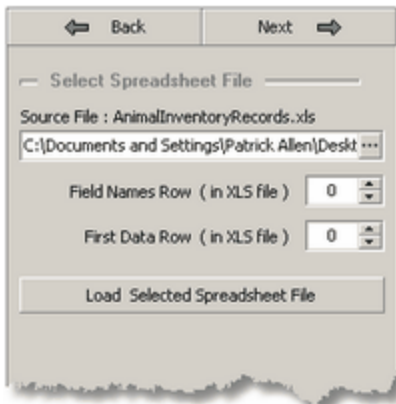 Back Next
Select Spreadsheet File
Source File : AnimalInventoryRecords.xls
C:\Documents and Settings\Patrick Allen\Deskt ...
Field Names Row ( in XLS file ) 0
First Data Row ( in XLS file ) 0
Load Selected Spreadsheet File